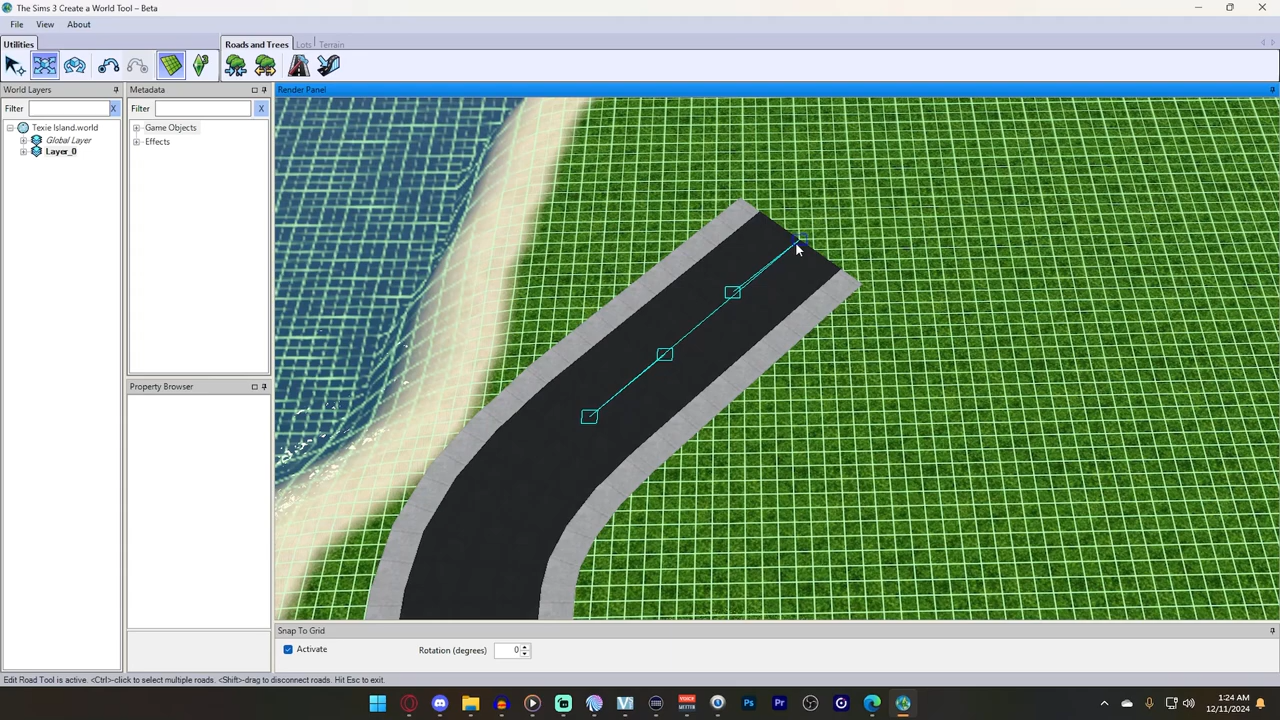 The Sims 3 Create a World Tool – Beta
File View About
Utilities
Roads and Trees Lots Terrain
World Layers
Filter X
Texie Island.world
Global Layer
Layer_0
Metadata
Filter X
Game Objects
Effects
Property Browser
Render Panel
Snap To Grid
Activate Rotation (degrees) 0
Edit Road Tool is active. <Ctrl>-click to select multiple roads. <Shift>-drag to disconnect roads. Hit Esc to exit.
1:24 AM
12/11/2024